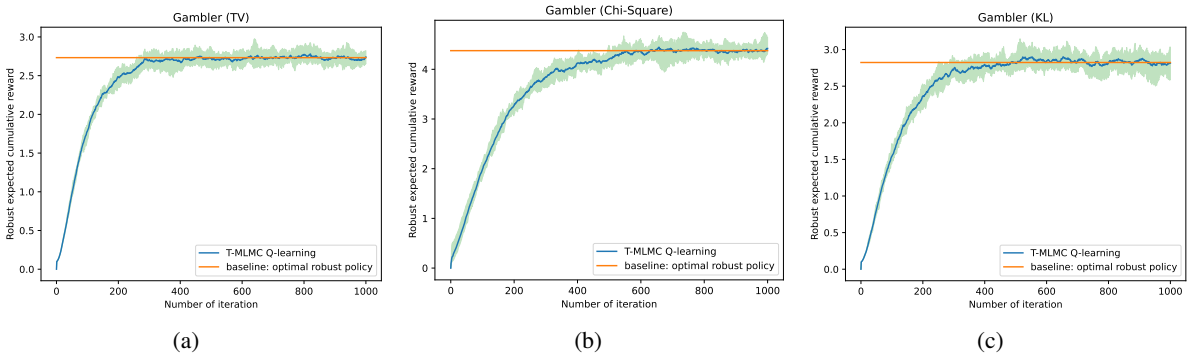 Gambler (TV)
Robust expected cumulative reward
3.0
2.5
2.0
1.5
1.0
0.5
0.0
0 200 400 600 800 1000
Number of iteration
T-MLMC Q-learning
baseline: optimal robust policy
(a)
Gambler (Chi-Square)
Robust expected cumulative reward
4
3
2
1
0
0 200 400 600 800 1000
Number of iteration
T-MLMC Q-learning
baseline: optimal robust policy
(b)
Gambler (KL)
Robust expected cumulative reward
3.0
2.5
2.0
1.5
1.0
0.5
0.0
0 200 400 600 800 1000
Number of iteration
T-MLMC Q-learning
baseline: optimal robust policy
(c)